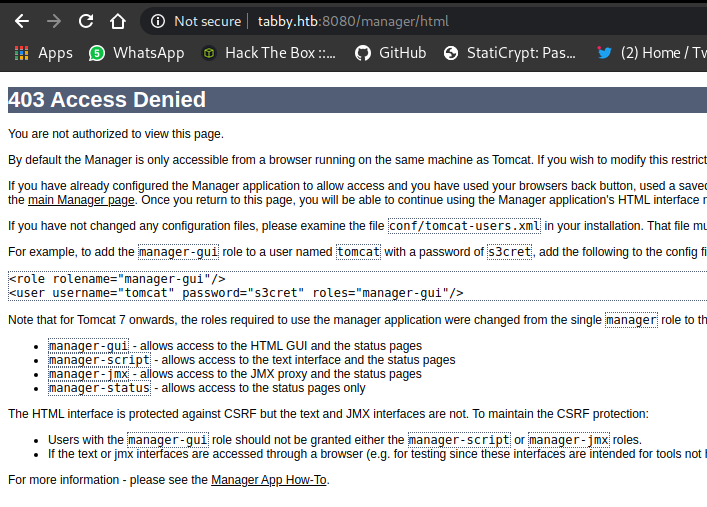 Not secure | tabby.htb:8080/manager/html
Apps WhatsApp Hack The Box ::... GitHub StatiCrypt: Pas... (2) Home / Tw
403 Access Denied
You are not authorized to view this page.
By default the Manager is only accessible from a browser running on the same machine as Tomcat. If you wish to modify this restrict
If you have already configured the Manager application to allow access and you have used your browsers back button, used a saved
the main Manager page. Once you return to this page, you will be able to continue using the Manager application's HTML interface n
If you have not changed any configuration files, please examine the file conf/tomcat-users.xml in your installation. That file mu
For example, to add the manager-gui role to a user named tomcat with a password of s3cret, add the following to the config fi
<role rolename="manager-gui"/>
<user username="tomcat" password="s3cret" roles="manager-gui"/>
Note that for Tomcat 7 onwards, the roles required to use the manager application were changed from the single manager role to th
manager-gui - allows access to the HTML GUI and the status pages
manager-script - allows access to the text interface and the status pages
manager-jmx - allows access to the JMX proxy and the status pages
manager-status - allows access to the status pages only
The HTML interface is protected against CSRF but the text and JMX interfaces are not. To maintain the CSRF protection:
Users with the manager-gui role should not be granted either the manager-script or manager-jmx roles.
If the text or jmx interfaces are accessed through a browser (e.g. for testing since these interfaces are intended for tools not h
For more information - please see the Manager App How-To.